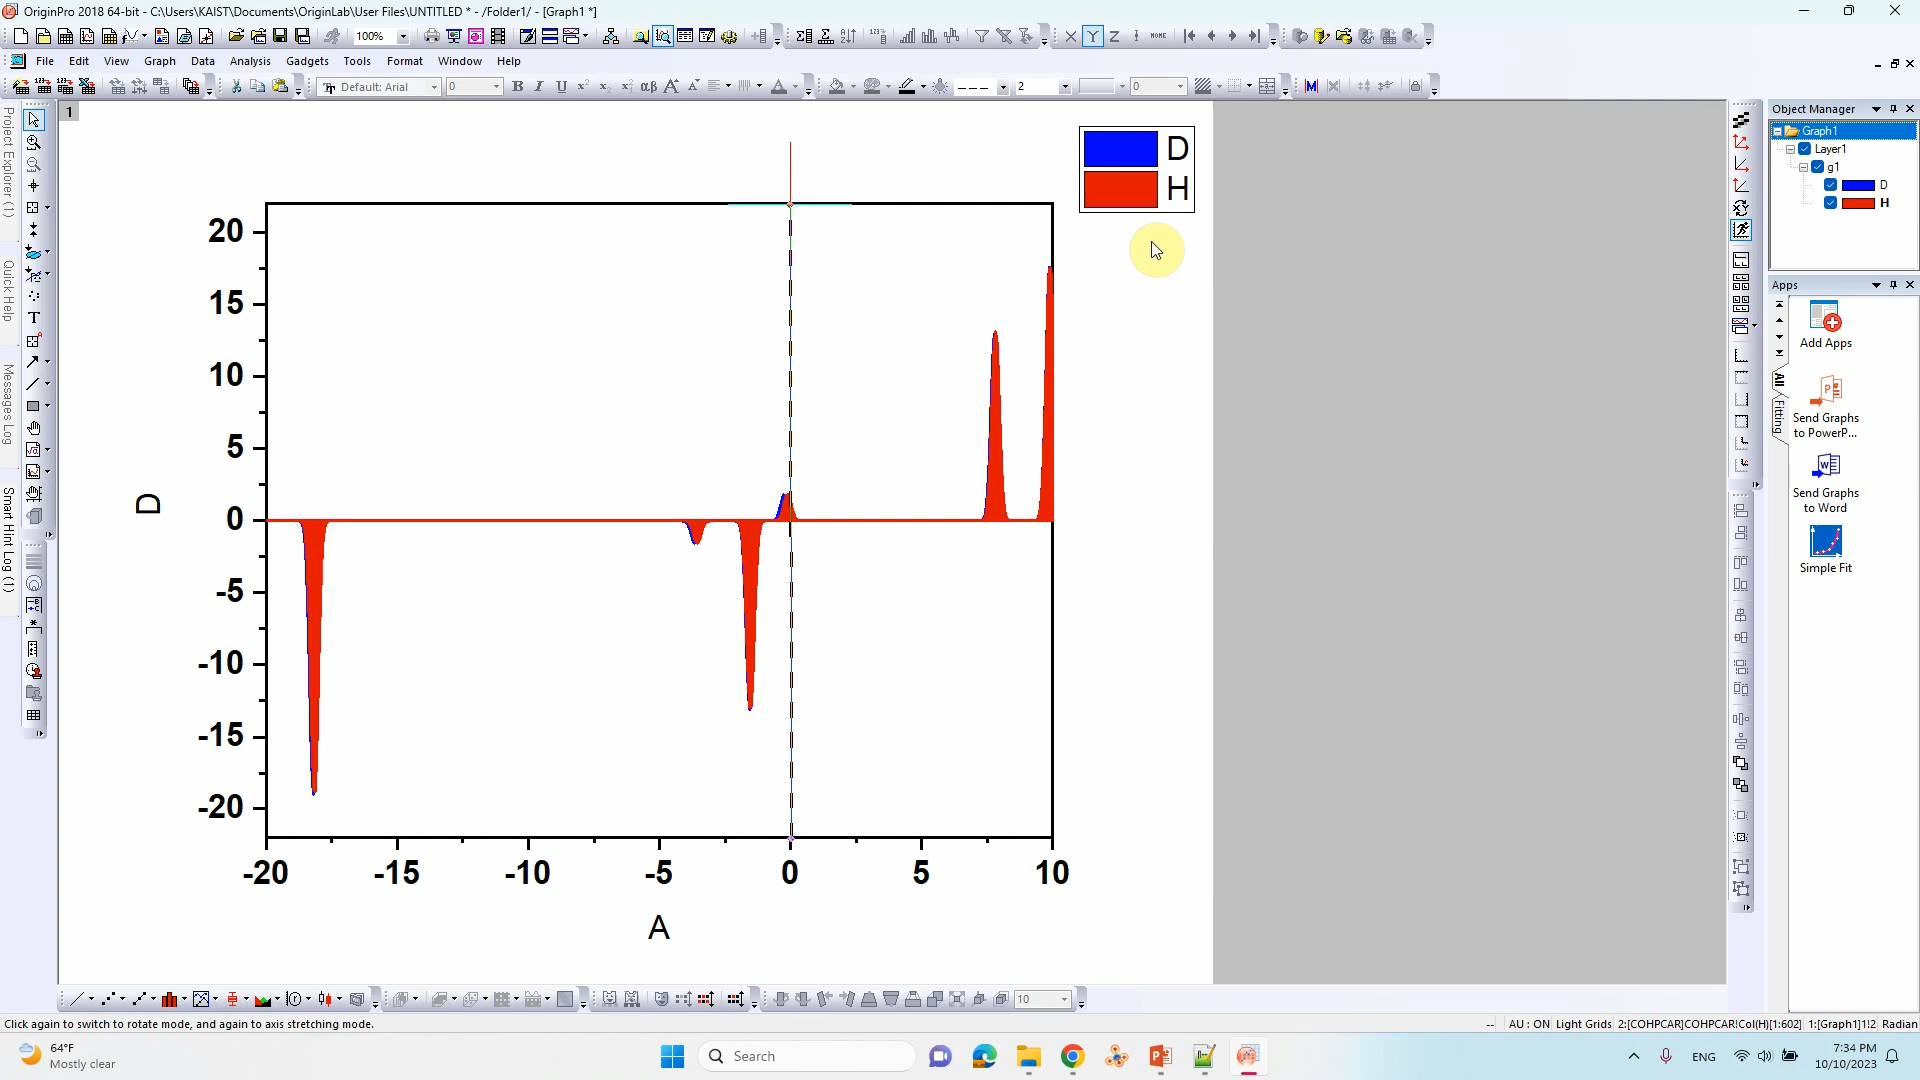 OriginPro 2018 64-bit - C:\Users\KAIST\Documents\OriginLab\User Files\UNTITLED * - /Folder1/ - [Graph1 *]
100%
File Edit View Graph Data Analysis Gadgets Tools Format Window Help
Default: Arial 0 B I U 2 0
1
Project Explorer (1)
Quick Help
Messages Log
Smart Hint Log (1)
D
H
20
15
10
5
0
-5
-10
-15
-20
D
-20 -15 -10 -5 0 5 10
A
Object Manager
Graph1
Layer1
g1
D
H
Apps
All
Fitting
Add Apps
Send Graphs
to PowerP...
Send Graphs
to Word
Simple Fit
10
Click again to switch to rotate mode, and again to axis stretching mode.
-- AU : ON Light Grids 2:[COHPCAR]COHPCAR!Col(H)[1:602] 1:[Graph1]1!2 Radian
64°F
Mostly clear
Search
ENG
7:34 PM
10/10/2023